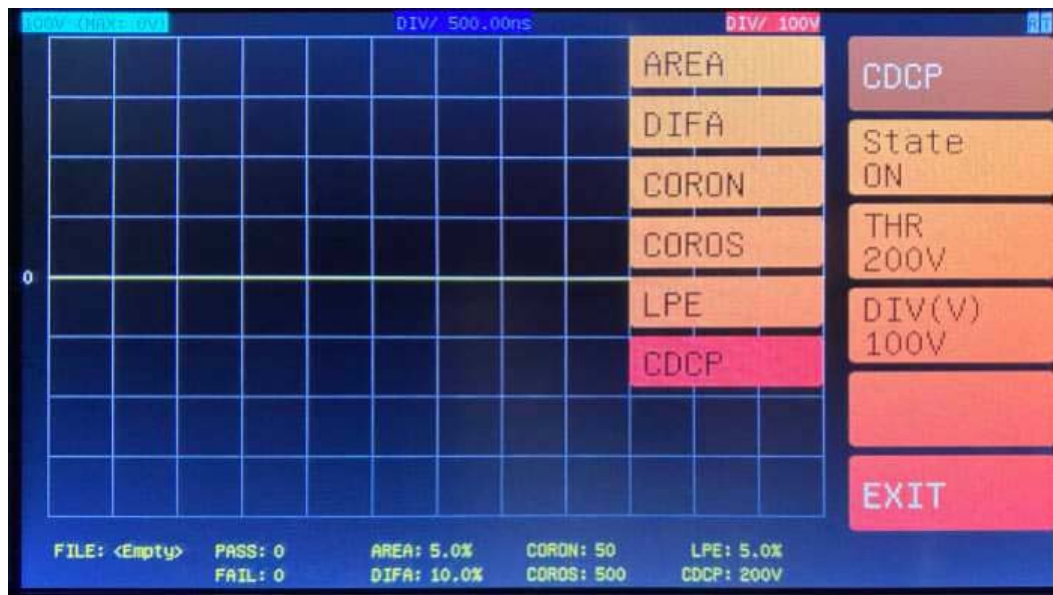 100V (MAX: 0V) DIV/ 500.00ns DIV/ 100V RT
AREA
DIFA
CORON
COROS
LPE
CDCP
0
CDCP
State
ON
THR
200V
DIV(V)
100V
EXIT
FILE: <Empty> PASS: 0 AREA: 5.0% CORON: 50 LPE: 5.0%
FAIL: 0 DIFA: 10.0% COROS: 500 CDCP: 200V